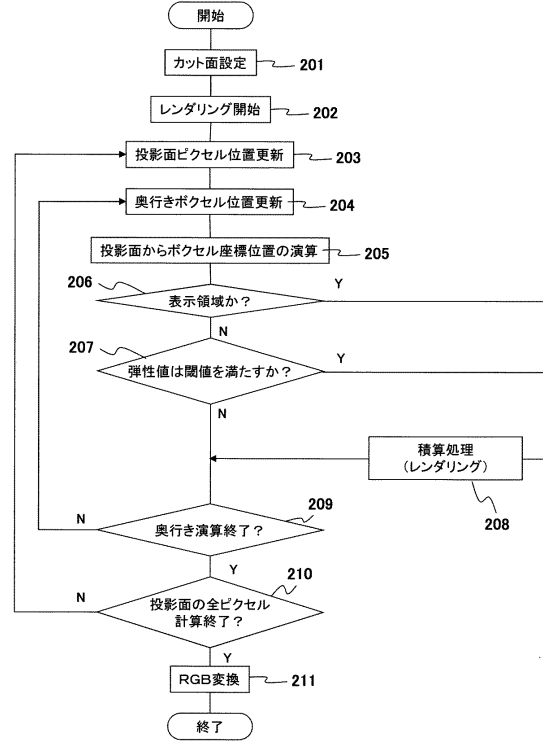 開始
カット面設定
201
レンダリング開始
202
投影面ピクセル位置更新
203
奥行きボクセル位置更新
204
投影面からボクセル座標位置の演算
205
206
表示領域か？
Y
N
207
弾性値は閾値を満たすか？
Y
N
積算処理
（レンダリング）
208
209
奥行き演算終了？
N
Y
210
投影面の全ピクセル
計算終了？
N
Y
RGB変換
211
終了